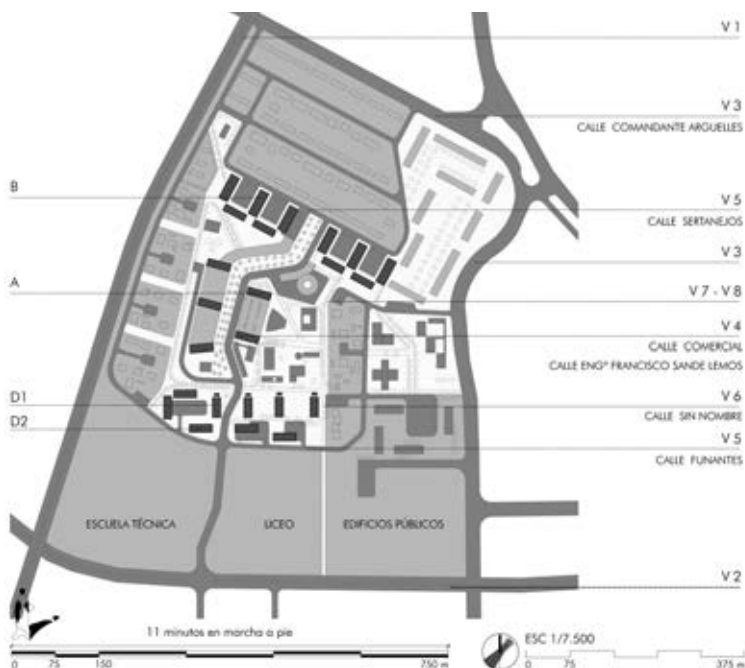 V 1
V 3
CALLE COMANDANTE ARGUELLES
B
V 5
CALLE SERTANEJOS
V 3
A
V 7 - V 8
V 4
CALLE COMERCIAL
CALLE ENGº FRANCISCO SANDE LEMOS
D1
V 6
CALLE SIN NOMBRE
D2
V 5
CALLE FUNANTES
ESCUELA TÉCNICA
LICEO
EDIFICIOS PÚBLICOS
V 2
11 minutos en marcha a pie
ESC 1/7.500
0 75 150 750 m
0 75 375 m